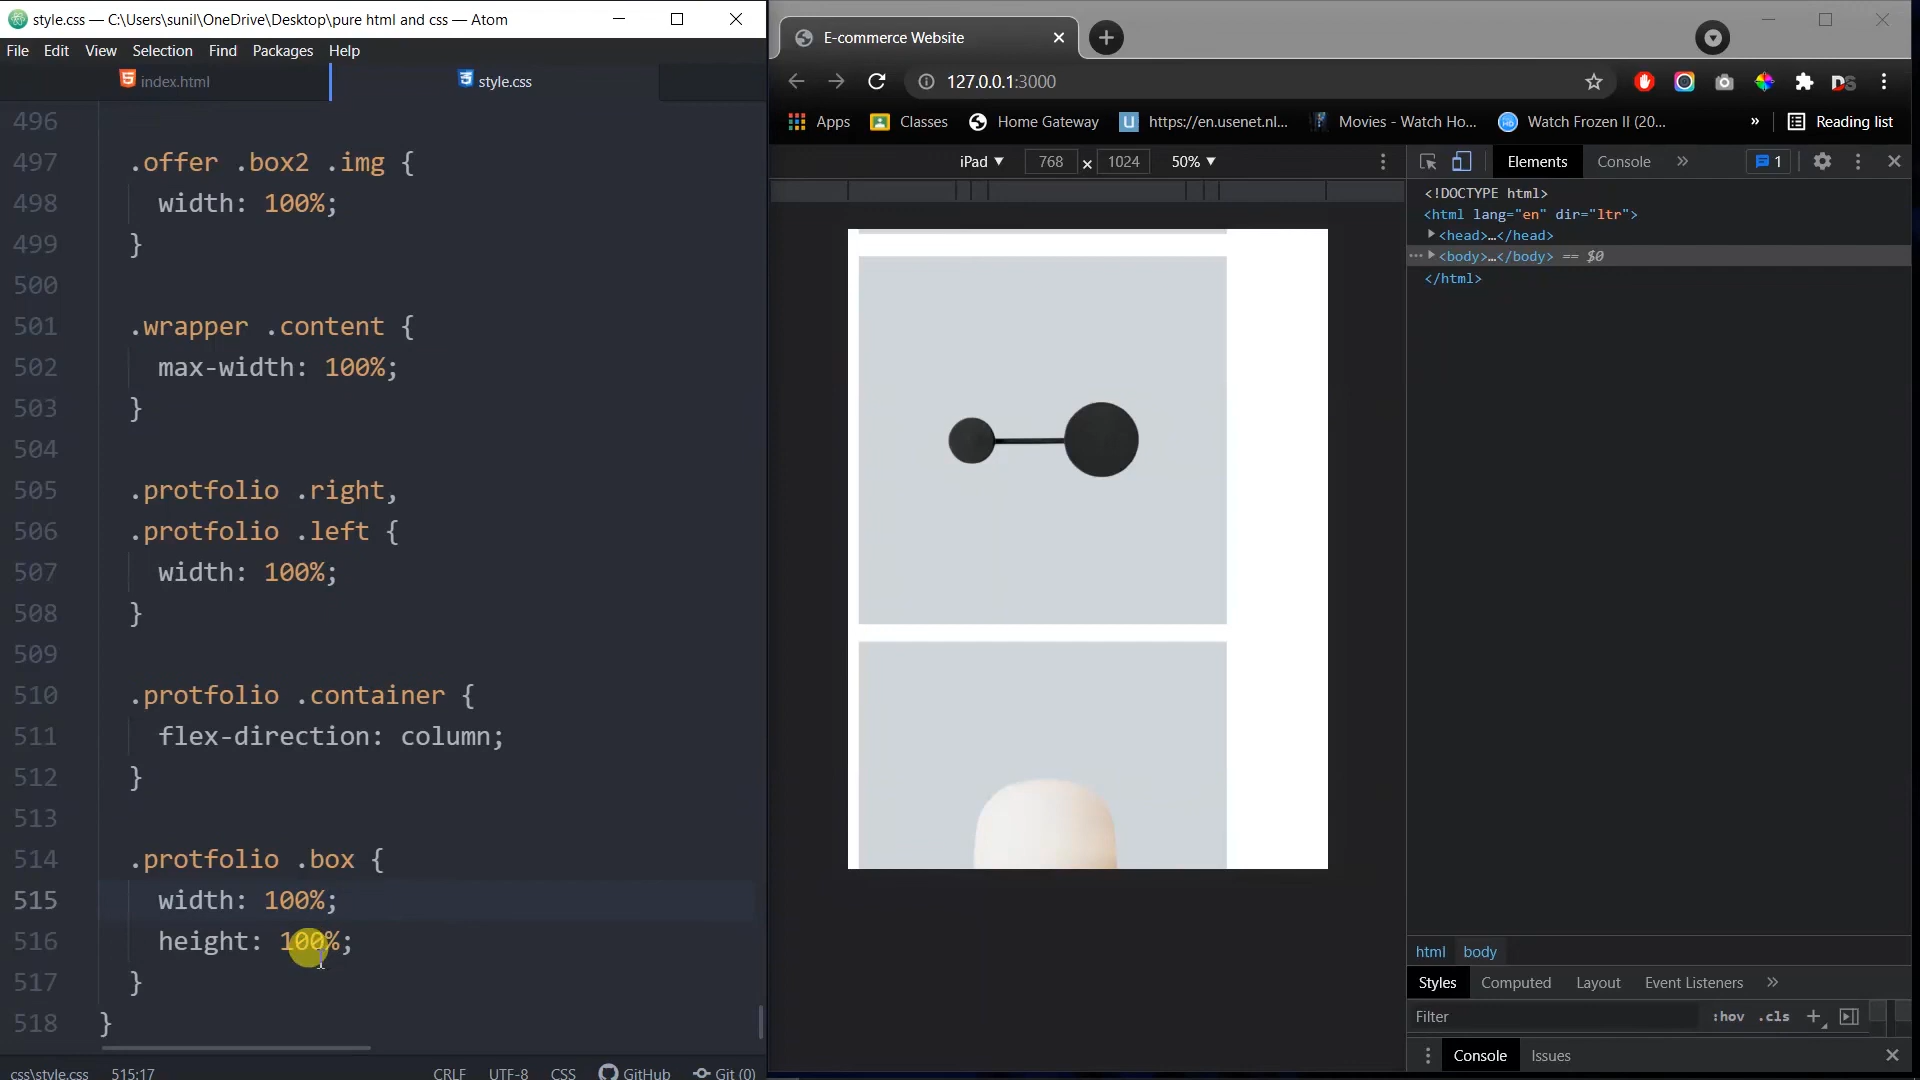 style.css — C:\Users\sunil\OneDrive\Desktop\pure html and css — Atom
File Edit View Selection Find Packages Help
index.html
style.css
496
497 .offer .box2 .img {
498 width: 100%;
499 }
500
501 .wrapper .content {
502 max-width: 100%;
503 }
504
505 .protfolio .right,
506 .protfolio .left {
507 width: 100%;
508 }
509
510 .protfolio .container {
511 flex-direction: column;
512 }
513
514 .protfolio .box {
515 width: 100%;
516 height: 100%;
517 }
518 }
css\style.css 515:17 CRLF UTF-8 CSS GitHub Git (0)
E-commerce Website
127.0.0.1:3000
Apps Classes Home Gateway https://en.usenet.nl... Movies - Watch Ho... Watch Frozen II (20... » Reading list
iPad 768 × 1024 50%
Elements Console » 1
<!DOCTYPE html>
<html lang="en" dir="ltr">
<head>…</head>
<body>…</body> == $0
</html>
html body
Styles Computed Layout Event Listeners »
Filter :hov .cls +
Console Issues